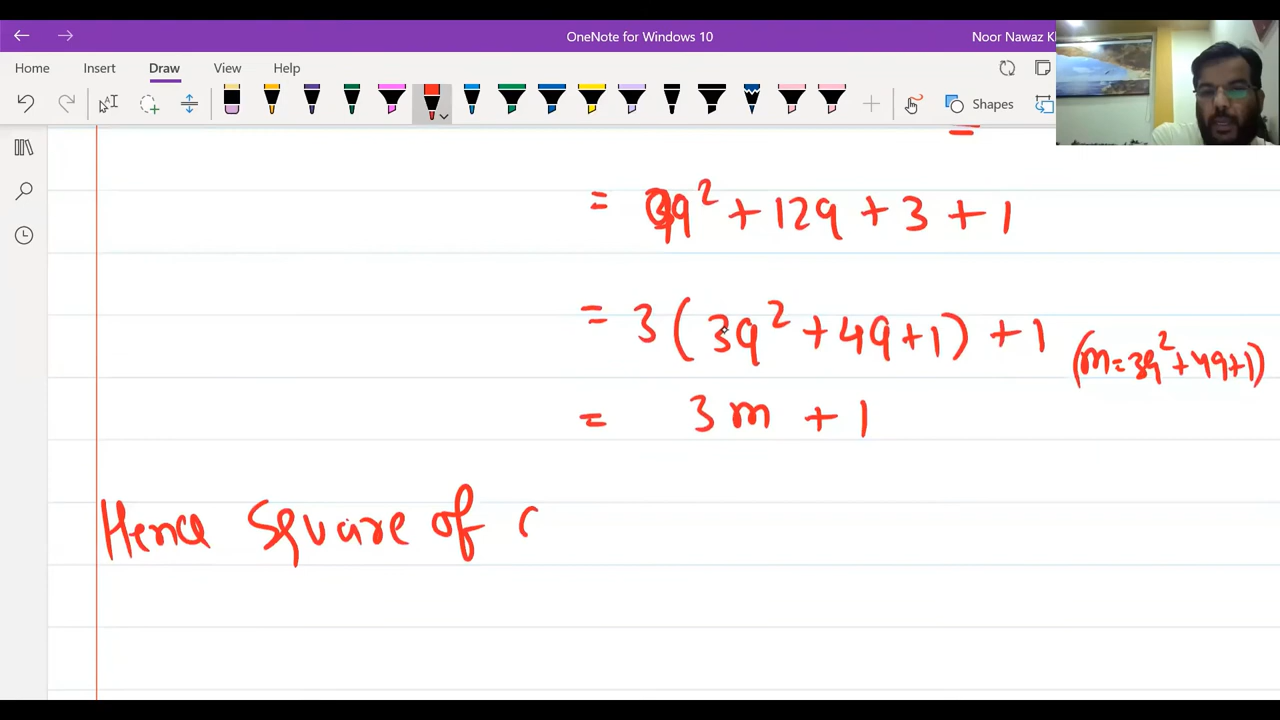 OneNote for Windows 10
Noor Nawaz K
Home Insert Draw View Help
Shapes
= 9q² + 12q + 3 + 1
= 3(3q² + 4q + 1) + 1 (m=3q²+4q+1)
= 3m + 1
Hence Square of